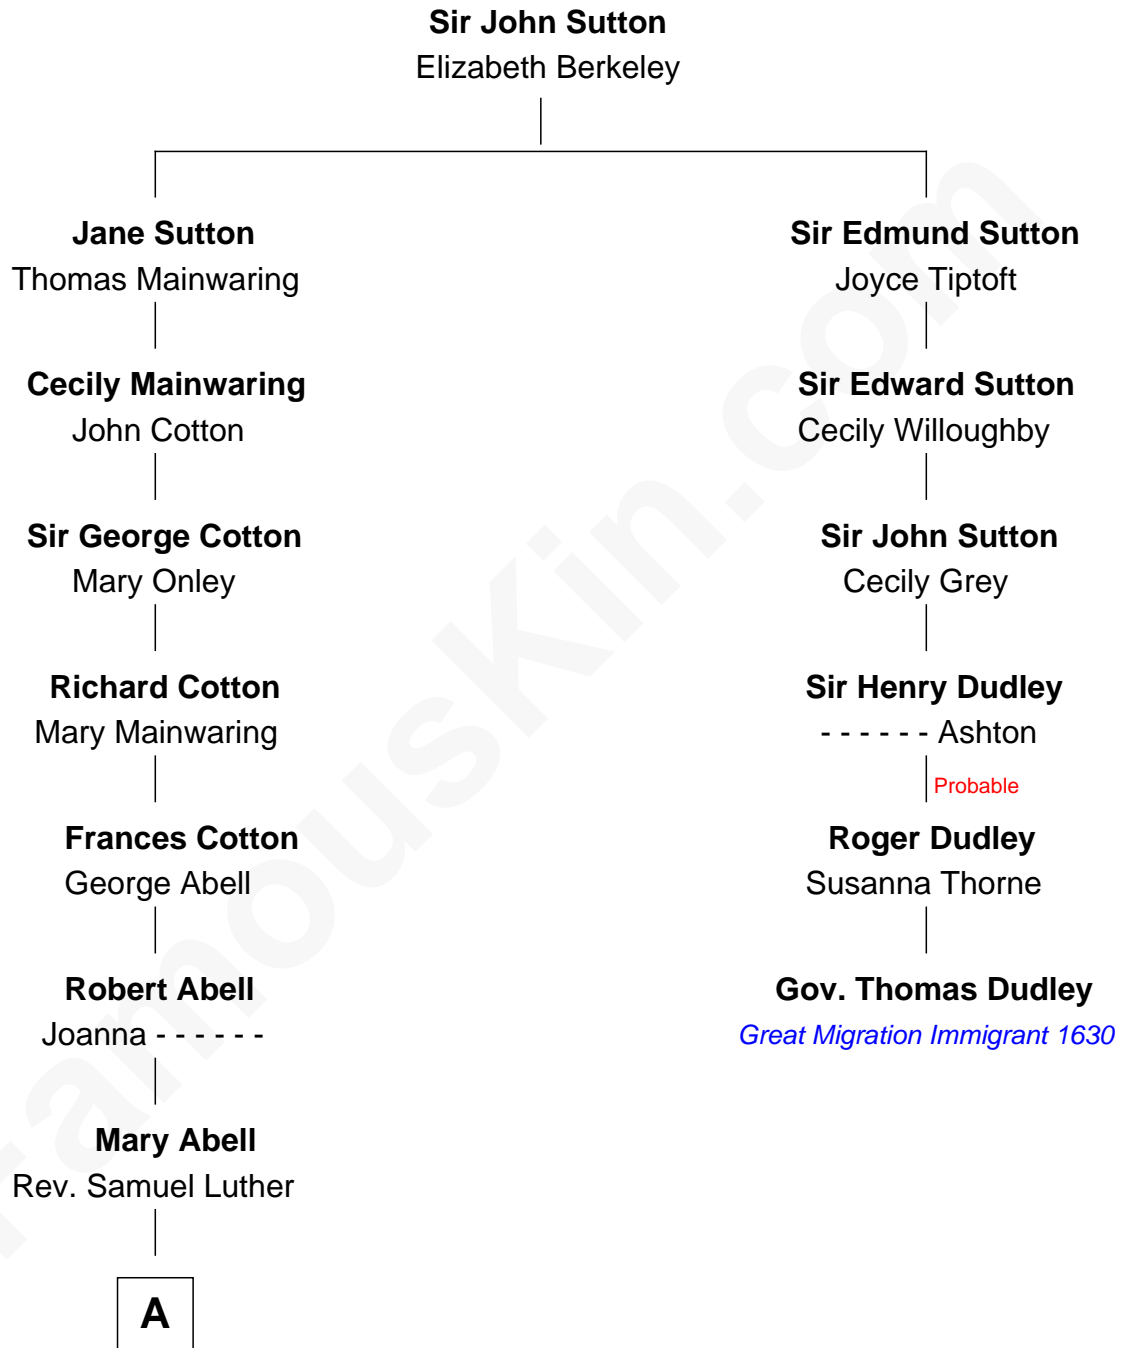 Sir John Sutton
Elizabeth Berkeley
Jane Sutton
Thomas Mainwaring
Cecily Mainwaring
John Cotton
Sir George Cotton
Mary Onley
Richard Cotton
Mary Mainwaring
Frances Cotton
George Abell
Robert Abell
Joanna - - - - - -
Mary Abell
Rev. Samuel Luther
A
Sir Edmund Sutton
Joyce Tiptoft
Sir Edward Sutton
Cecily Willoughby
Sir John Sutton
Cecily Grey
Sir Henry Dudley
- - - - - - Ashton
Probable
Roger Dudley
Susanna Thorne
Gov. Thomas Dudley
Great Migration Immigrant 1630
FamousKin.com